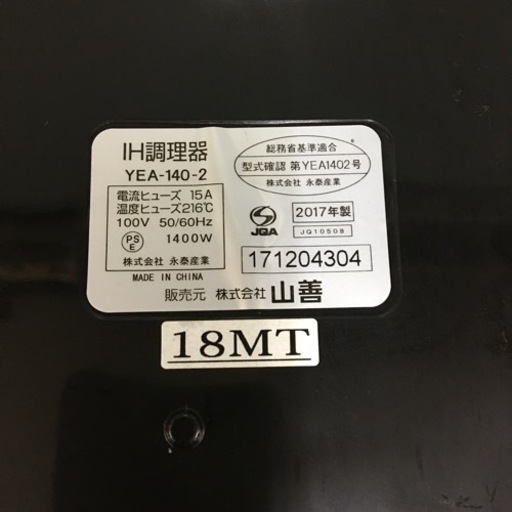 IH調理器
YEA-140-2
電流ヒューズ 15A
温度ヒューズ216℃
100V 50/60Hz
PS
E
1400W
株式会社 永泰産業
MADE IN CHINA
総務省基準適合
型式確認 第YEA1402号
株式会社 永泰産業
JQA
2017年製
JQ10508
171204304
販売元 株式会社 山善
18MT